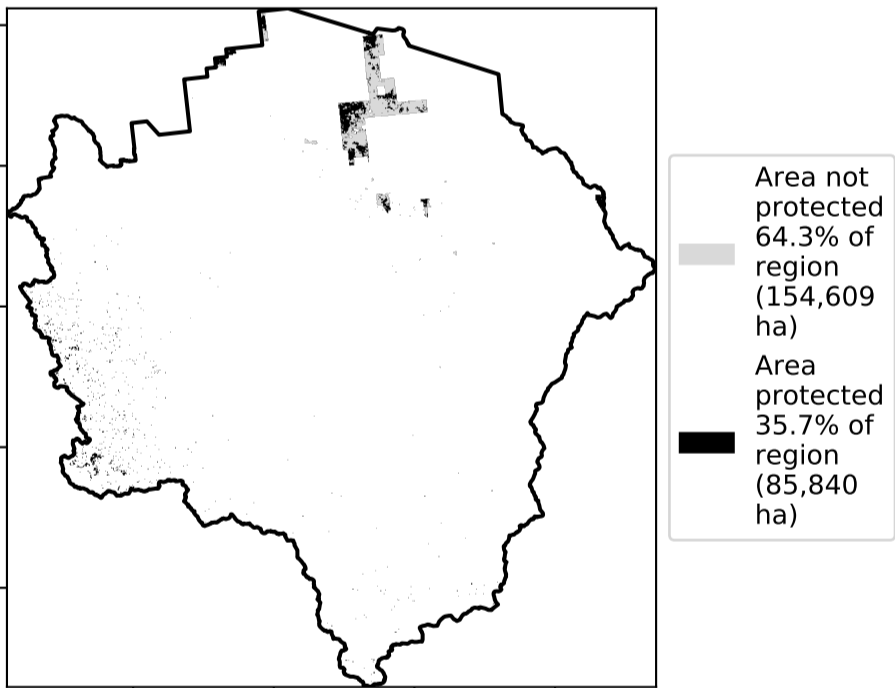 Area not
protected
64.3% of
region
(154,609
ha)
Area
protected
35.7% of
region
(85,840
ha)